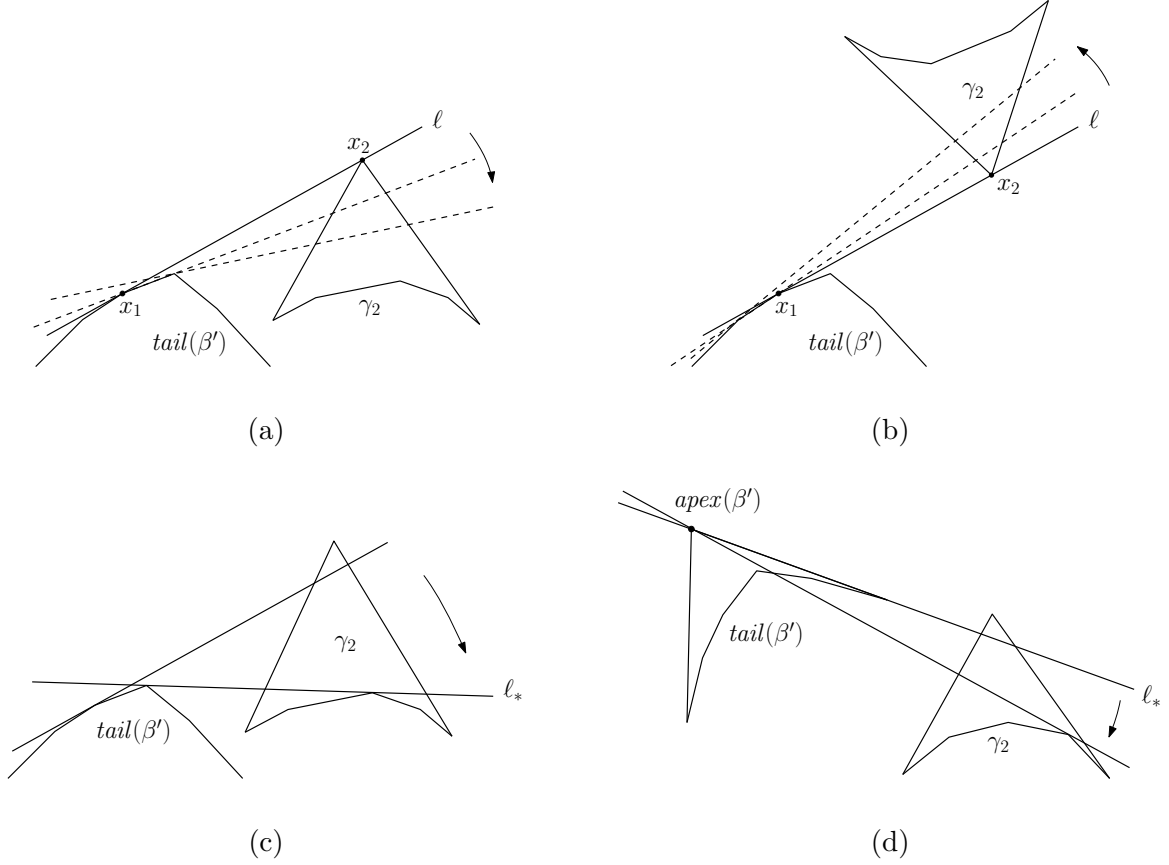 ℓ
x₂
x₁
γ₂
tail(β′)
(a)
γ₂
ℓ
x₂
x₁
tail(β′)
(b)
γ₂
ℓ∗
tail(β′)
(c)
apex(β′)
tail(β′)
ℓ∗
γ₂
(d)